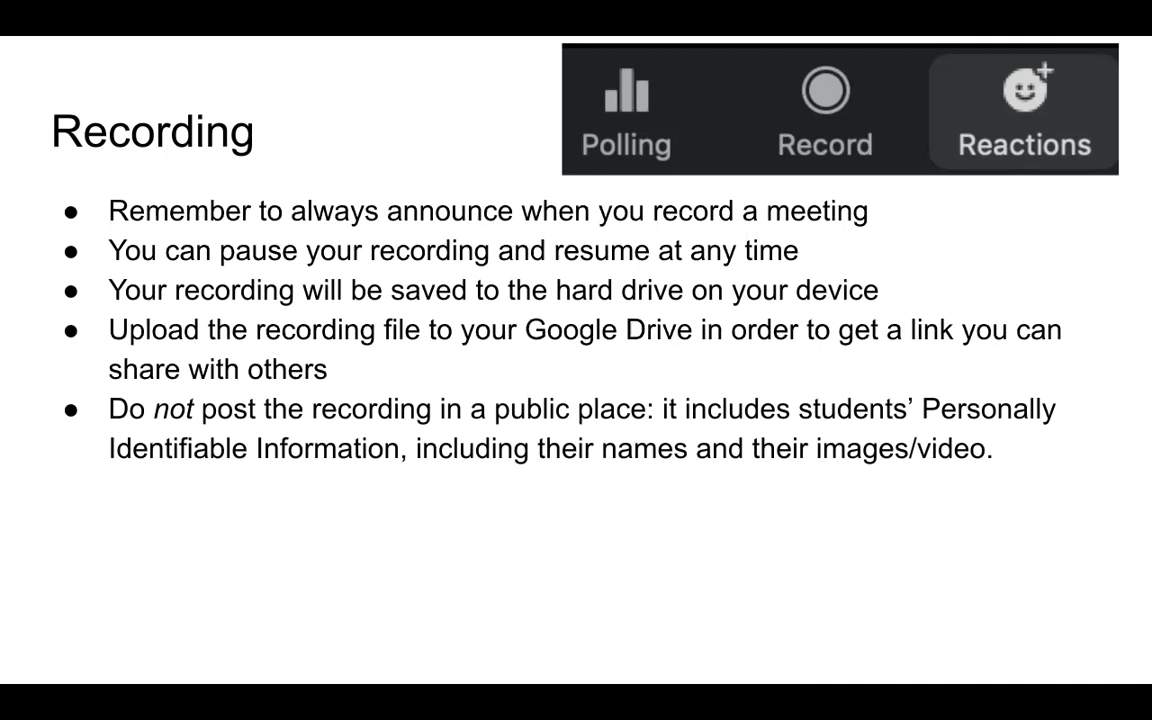 Polling Record Reactions
Recording
● Remember to always announce when you record a meeting
● You can pause your recording and resume at any time
● Your recording will be saved to the hard drive on your device
● Upload the recording file to your Google Drive in order to get a link you can
share with others
● Do not post the recording in a public place: it includes students’ Personally
Identifiable Information, including their names and their images/video.